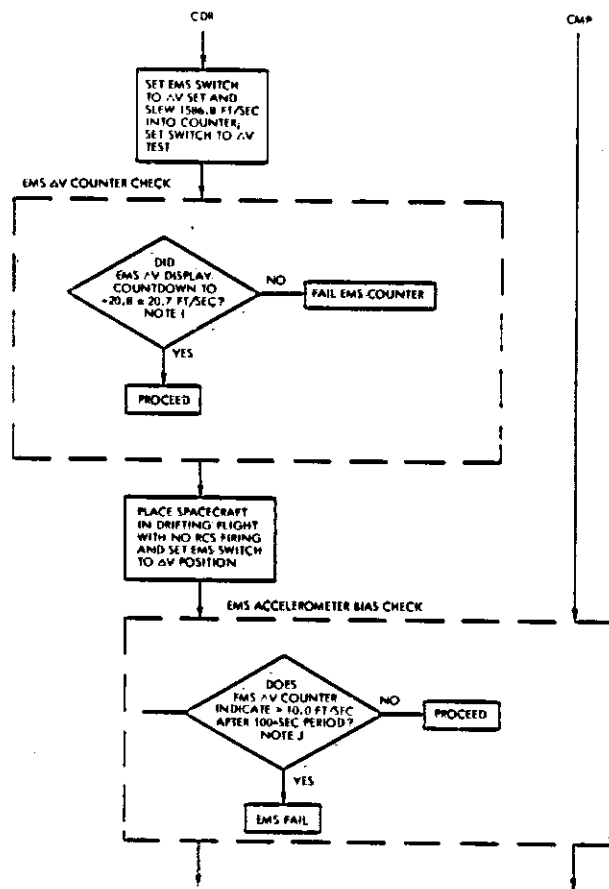 CDR
CMP
SET EMS SWITCH
TO ΔV SET AND
SLEW 1586.8 FT/SEC
INTO COUNTER;
SET SWITCH TO ΔV
TEST
EMS ΔV COUNTER CHECK
DID
EMS ΔV DISPLAY
COUNTDOWN TO
-20.8 ± 20.7 FT/SEC?
NOTE I
NO
FAIL EMS COUNTER
YES
PROCEED
PLACE SPACECRAFT
IN DRIFTING FLIGHT
WITH NO RCS FIRING
AND SET EMS SWITCH
TO ΔV POSITION
EMS ACCELEROMETER BIAS CHECK
DOES
EMS ΔV COUNTER
INDICATE > 10.0 FT/SEC
AFTER 100-SEC PERIOD?
NOTE J
NO
PROCEED
YES
EMS FAIL